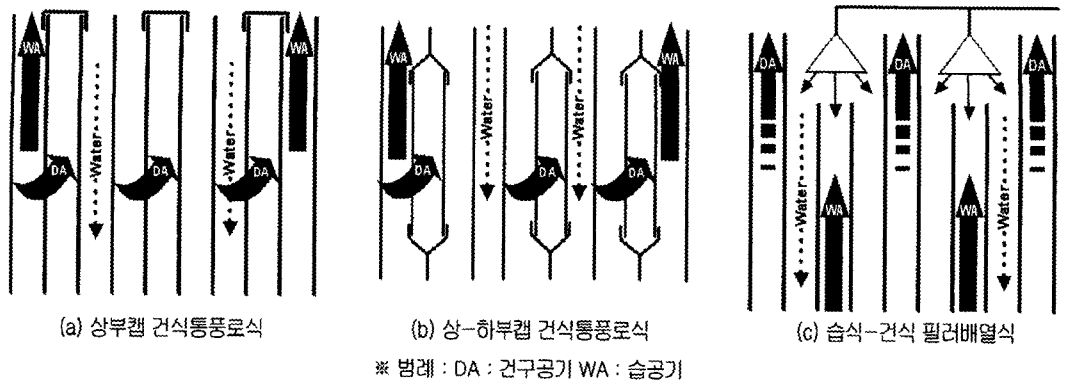 WA WA
Water Water
DA DA DA
(a) 상부캡 건식통풍로식
WA WA
Water Water
DA DA DA
(b) 상-하부캡 건식통풍로식
DA DA DA
Water WA WA Water
(c) 습식-건식 필러배열식
※ 범례 : DA : 건구공기 WA : 습공기